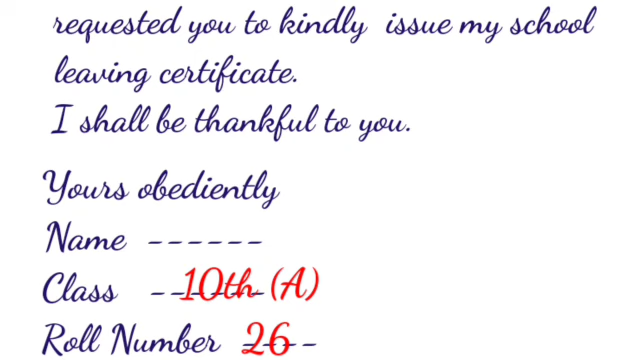 requested you to kindly issue my school
leaving certificate.
I shall be thankful to you.
Yours obediently
Name ------
Class ------ 10th (A)
Roll Number ---- 26